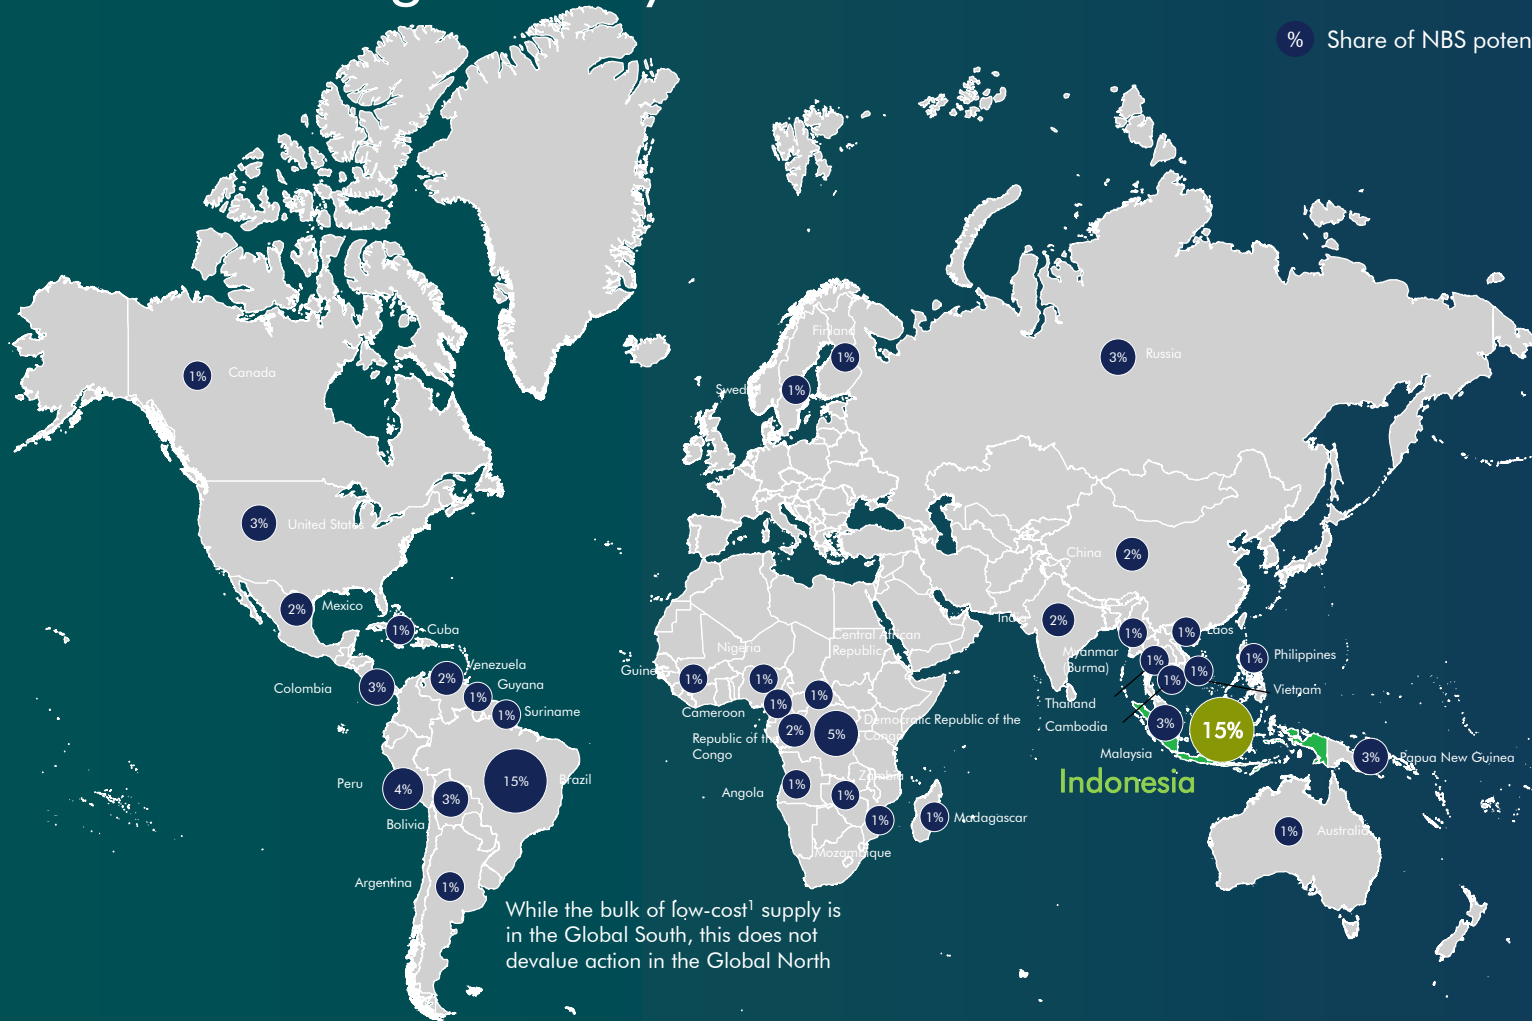 % Share of NBS poten
Finland
1%
3% Russia
1% Canada
Sweden 1%
3% United States
China 2%
2% Mexico
1% Cuba
India 2%
1%
1% Laos
Central African
Republic
Nigeria
Myanmar
(Burma)
1%
1% Philippines
Venezuela
2%
Guinea 1%
1%
1%
1%
Vietnam
Colombia 3%
1% Guyana
1%
1%
Thailand
1% Suriname
Cameroon
Cambodia
2%
5%
Democratic Republic of the
Congo
Republic of the
Congo
3%
Malaysia
15%
Indonesia
3% Papua New Guinea
Peru 4%
3%
Bolivia
15% Brazil
Angola 1%
Zambia
1%
1%
Mozambique
1% Madagascar
1% Australia
Argentina 1%
While the bulk of low-cost¹ supply is
in the Global South, this does not
devalue action in the Global North